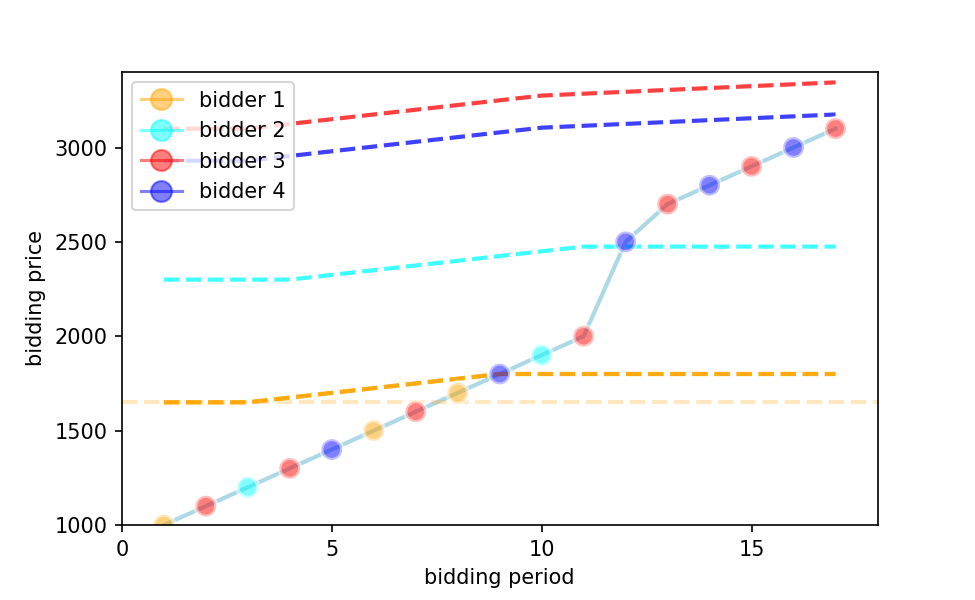 bidder 1
bidder 2
bidder 3
bidder 4
3000
2500
2000
1500
1000
bidding price
0 5 10 15
bidding period